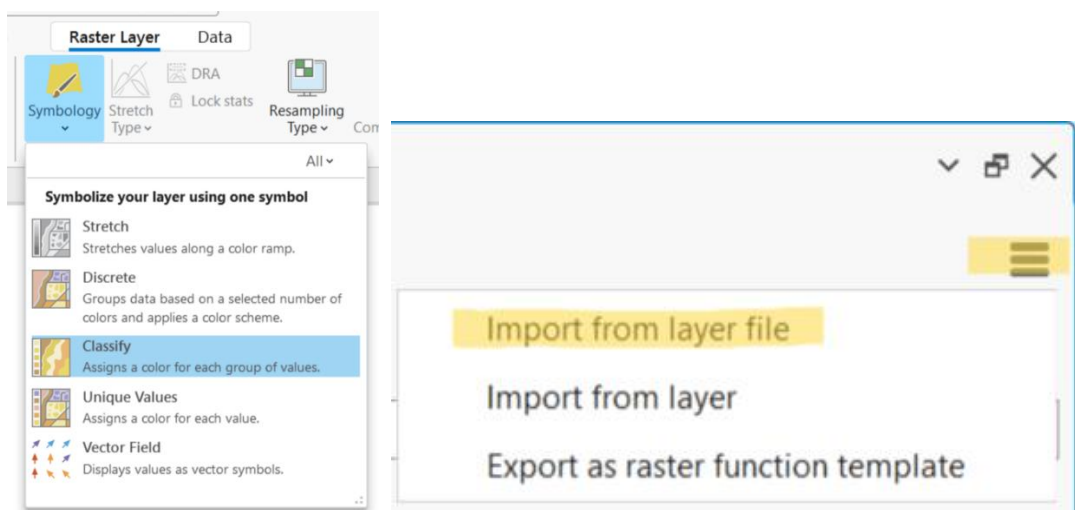 Raster Layer Data
Symbology
Stretch Type
DRA
Lock stats
Resampling Type
Com
All
Symbolize your layer using one symbol
Stretch
Stretches values along a color ramp.
Discrete
Groups data based on a selected number of
colors and applies a color scheme.
Classify
Assigns a color for each group of values.
Unique Values
Assigns a color for each value.
Vector Field
Displays values as vector symbols.
Import from layer file
Import from layer
Export as raster function template